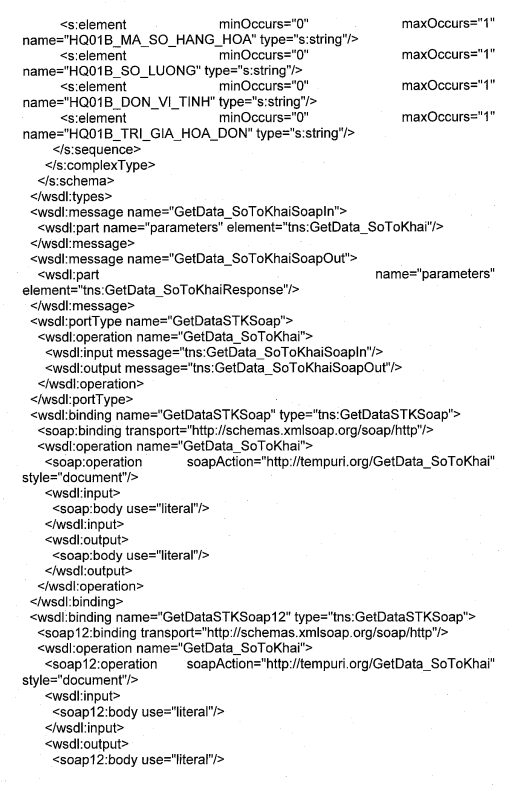 <s:element minOccurs="0" maxOccurs="1"
name="HQ01B_MA_SO_HANG_HOA" type="s:string"/>
<s:element minOccurs="0" maxOccurs="1"
name="HQ01B_SO_LUONG" type="s:string"/>
<s:element minOccurs="0" maxOccurs="1"
name="HQ01B_DON_VI_TINH" type="s:string"/>
<s:element minOccurs="0" maxOccurs="1"
name="HQ01B_TRI_GIA_HOA_DON" type="s:string"/>
</s:sequence>
</s:complexType>
</s:schema>
</wsdl:types>
<wsdl:message name="GetData_SoToKhaiSoapIn">
<wsdl:part name="parameters" element="tns:GetData_SoToKhai"/>
</wsdl:message>
<wsdl:message name="GetData_SoToKhaiSoapOut">
<wsdl:part name="parameters"
element="tns:GetData_SoToKhaiResponse"/>
</wsdl:message>
<wsdl:portType name="GetDataSTKSoap">
<wsdl:operation name="GetData_SoToKhai">
<wsdl:input message="tns:GetData_SoToKhaiSoapIn"/>
<wsdl:output message="tns:GetData_SoToKhaiSoapOut"/>
</wsdl:operation>
</wsdl:portType>
<wsdl:binding name="GetDataSTKSoap" type="tns:GetDataSTKSoap">
<soap:binding transport="http://schemas.xmlsoap.org/soap/http"/>
<wsdl:operation name="GetData_SoToKhai">
<soap:operation soapAction="http://tempuri.org/GetData_SoToKhai"
style="document"/>
<wsdl:input>
<soap:body use="literal"/>
</wsdl:input>
<wsdl:output>
<soap:body use="literal"/>
</wsdl:output>
</wsdl:operation>
</wsdl:binding>
<wsdl:binding name="GetDataSTKSoap12" type="tns:GetDataSTKSoap">
<soap12:binding transport="http://schemas.xmlsoap.org/soap/http"/>
<wsdl:operation name="GetData_SoToKhai">
<soap12:operation soapAction="http://tempuri.org/GetData_SoToKhai"
style="document"/>
<wsdl:input>
<soap12:body use="literal"/>
</wsdl:input>
<wsdl:output>
<soap12:body use="literal"/>